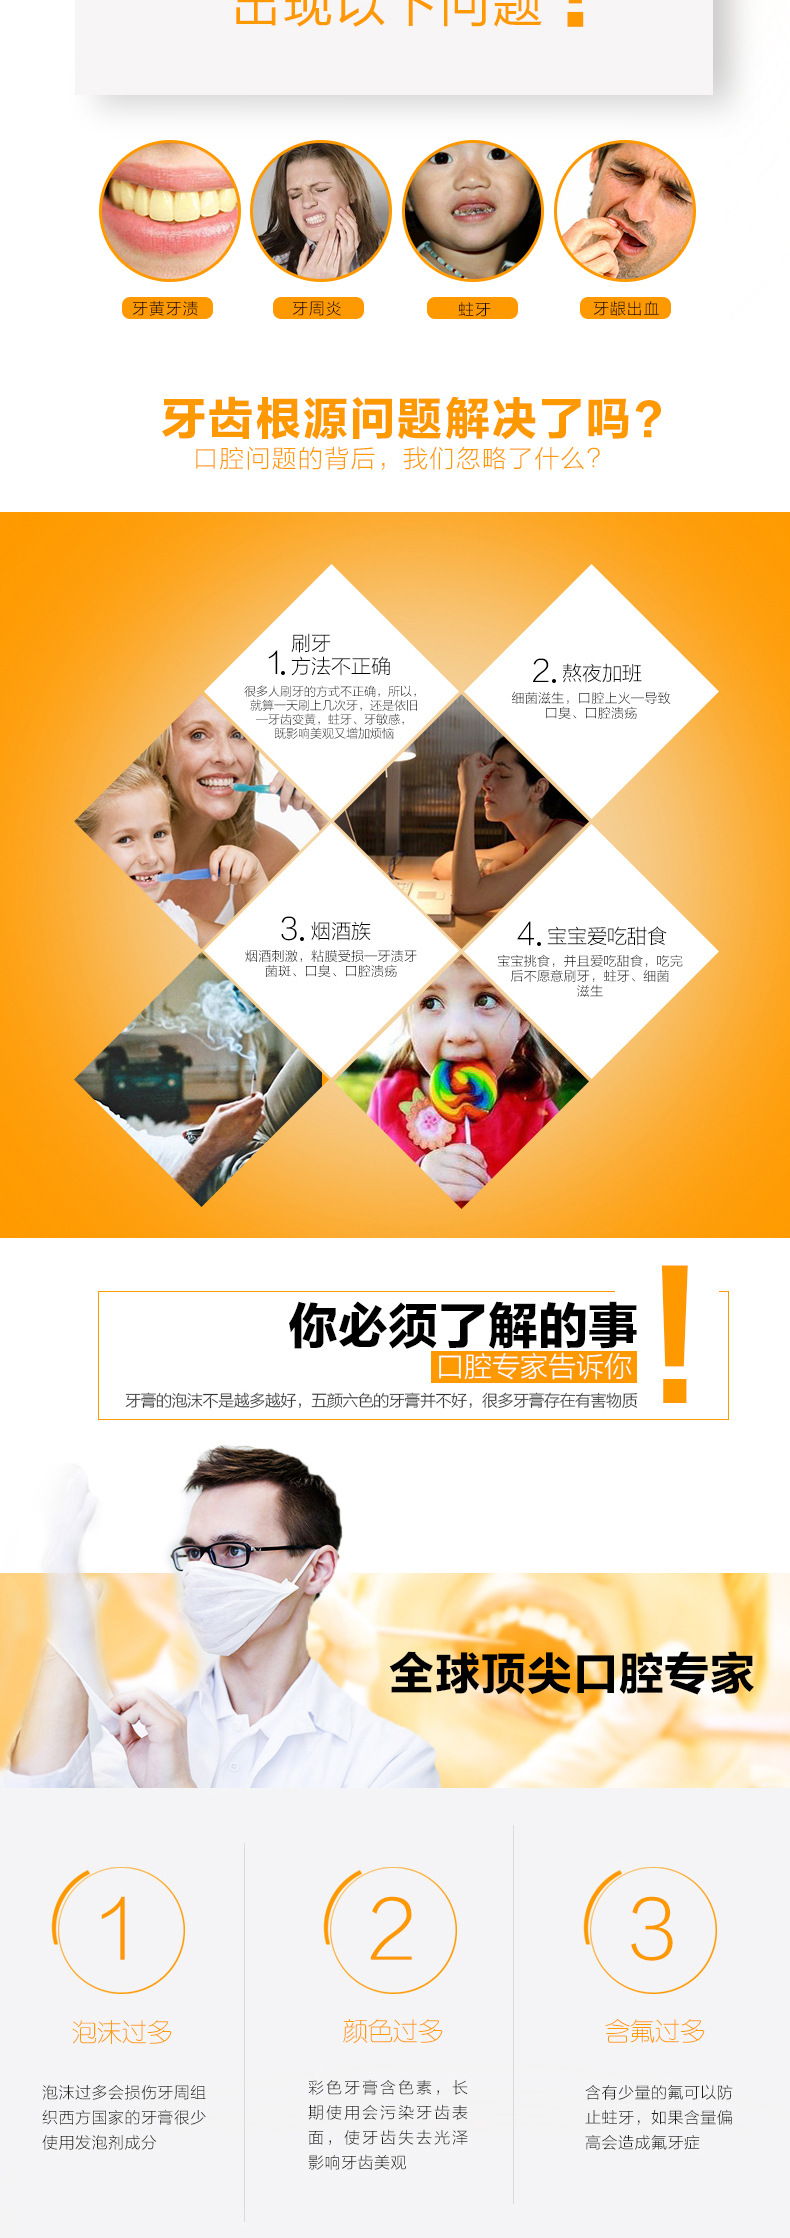 出现以下问题！
牙黄牙渍
牙周炎
蛀牙
牙龈出血
牙齿根源问题解决了吗？
口腔问题的背后，我们忽略了什么？
1.
刷牙
方法不正确
很多人刷牙的方式不正确，所以，
就算一天刷上几次牙，还是依旧
一牙齿变黄，蛀牙、牙敏感，
既影响美观又增加烦恼
2. 熬夜加班
细菌滋生，口腔上火一导致
口臭、口腔溃疡
3. 烟酒族
烟酒刺激，粘膜受损一牙渍牙
菌斑、口臭、口腔溃疡
4. 宝宝爱吃甜食
宝宝挑食，并且爱吃甜食，吃完
后不愿意刷牙，蛀牙、细菌
滋生
你必须了解的事
！
口腔专家告诉你
牙膏的泡沫不是越多越好，五颜六色的牙膏并不好，很多牙膏存在有害物质
全球顶尖口腔专家
1
泡沫过多
泡沫过多会损伤牙周组
织西方国家的牙膏很少
使用发泡剂成分
2
颜色过多
彩色牙膏含色素，长
期使用会污染牙齿表
面，使牙齿失去光泽
影响牙齿美观
3
含氟过多
含有少量的氟可以防
止蛀牙，如果含量偏
高会造成氟牙症